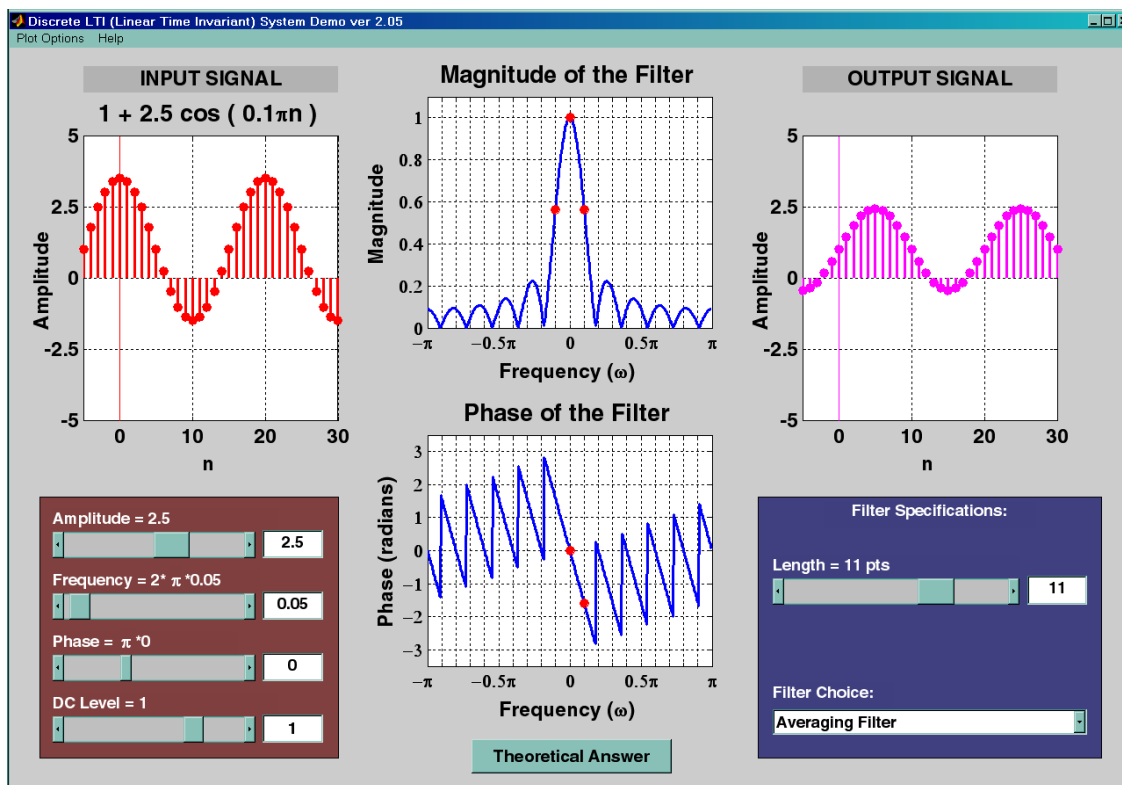 Discrete LTI (Linear Time Invariant) System Demo ver 2.05
Plot Options Help
INPUT SIGNAL
1 + 2.5 cos ( 0.1πn )
5
2.5
0
-2.5
-5
Amplitude
0 10 20 30
n
Magnitude of the Filter
1
0.8
0.6
0.4
0.2
0
Magnitude
−π −0.5π 0 0.5π π
Frequency (ω)
OUTPUT SIGNAL
5
2.5
0
-2.5
-5
Amplitude
0 10 20 30
n
Phase of the Filter
3
2
1
0
−1
−2
−3
Phase (radians)
−π −0.5π 0 0.5π π
Frequency (ω)
Amplitude = 2.5
2.5
Frequency = 2* π *0.05
0.05
Phase = π *0
0
DC Level = 1
1
Theoretical Answer
Filter Specifications:
Length = 11 pts
11
Filter Choice:
Averaging Filter